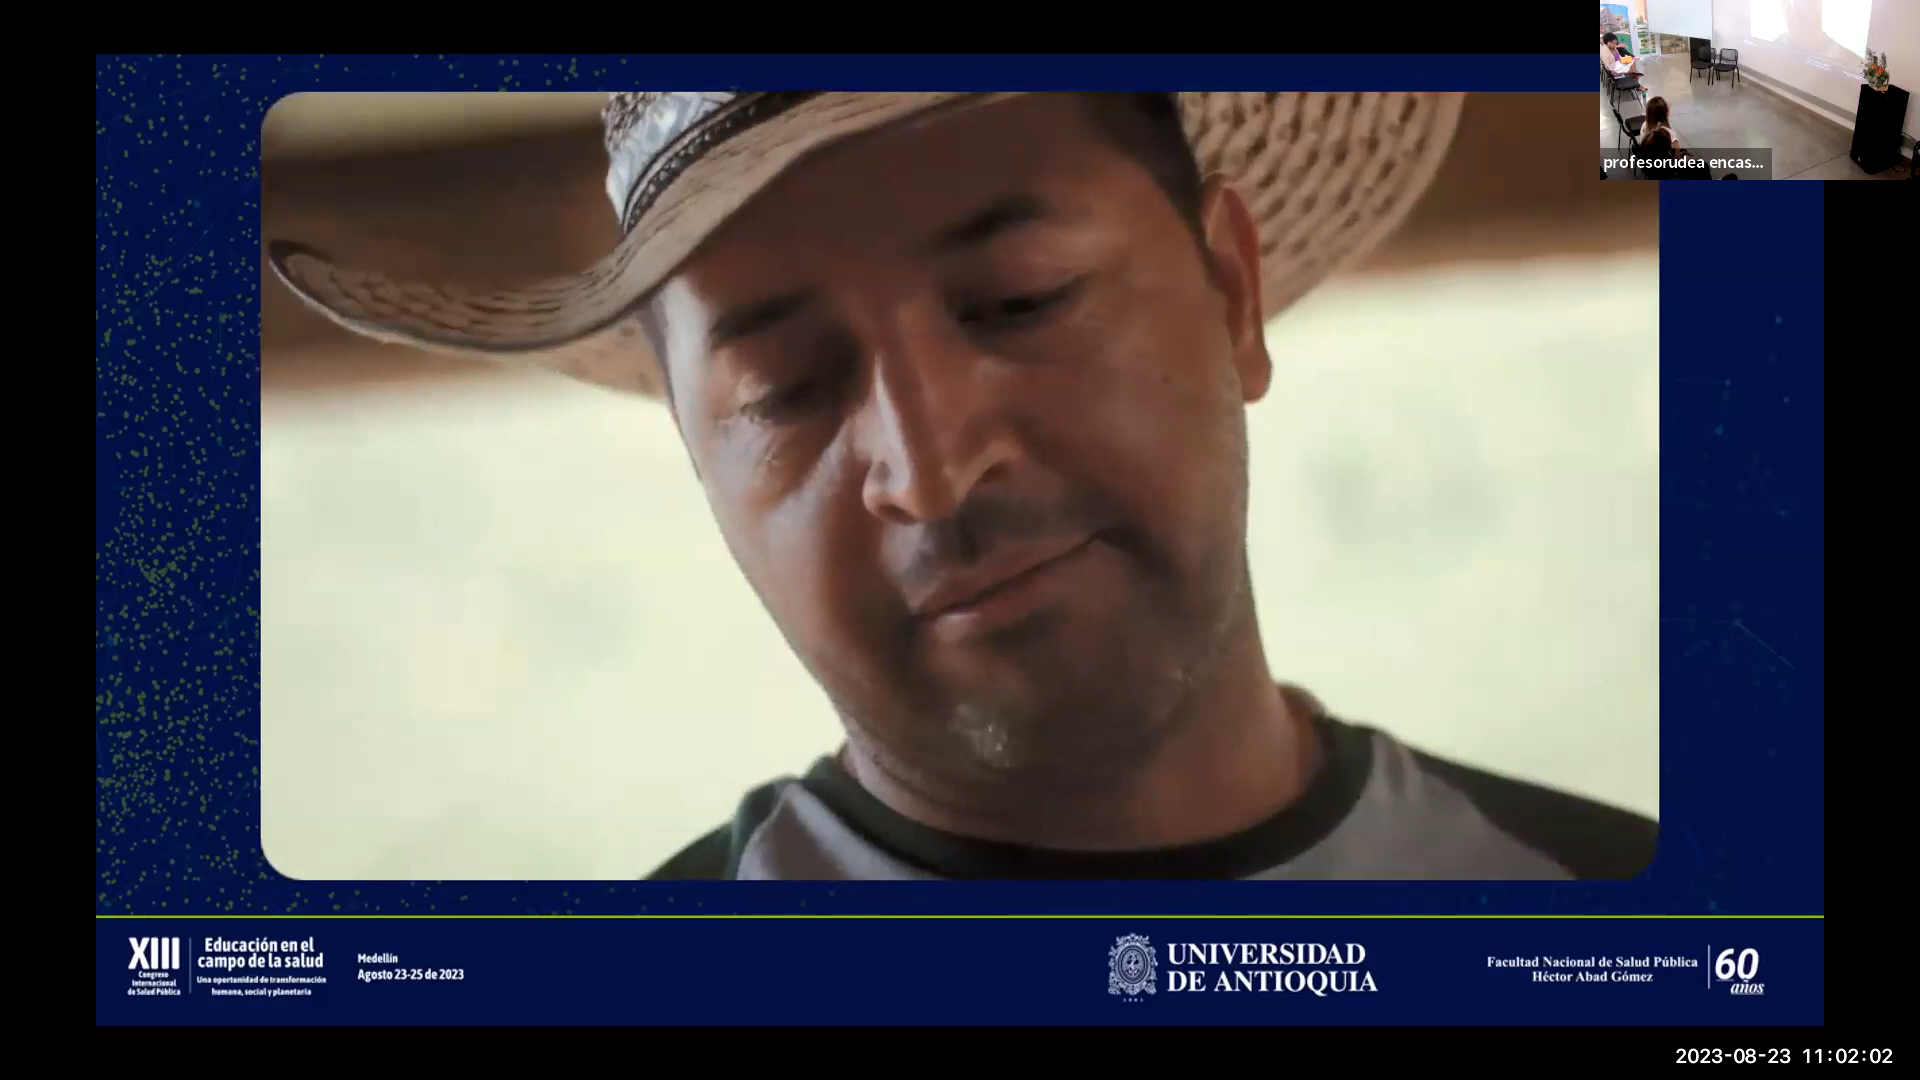 profesorudea encas...
XIII
Congreso
Internacional
de Salud Pública
Educación en el
campo de la salud
Una oportunidad de transformación
humana, social y planetaria
Medellín
Agosto 23-25 de 2023
UNIVERSIDAD
DE ANTIOQUIA
1803
Facultad Nacional de Salud Pública
Héctor Abad Gómez
60
años
2023-08-23 11:02:02